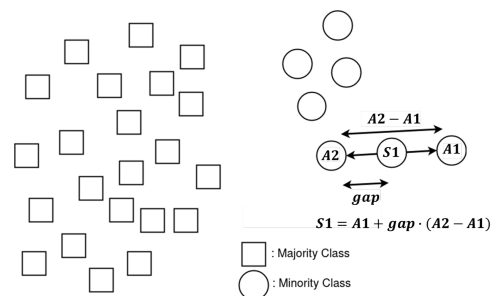 A2 − A1
A2 S1 A1
gap
S1 = A1 + gap · (A2 − A1)
: Majority Class
: Minority Class